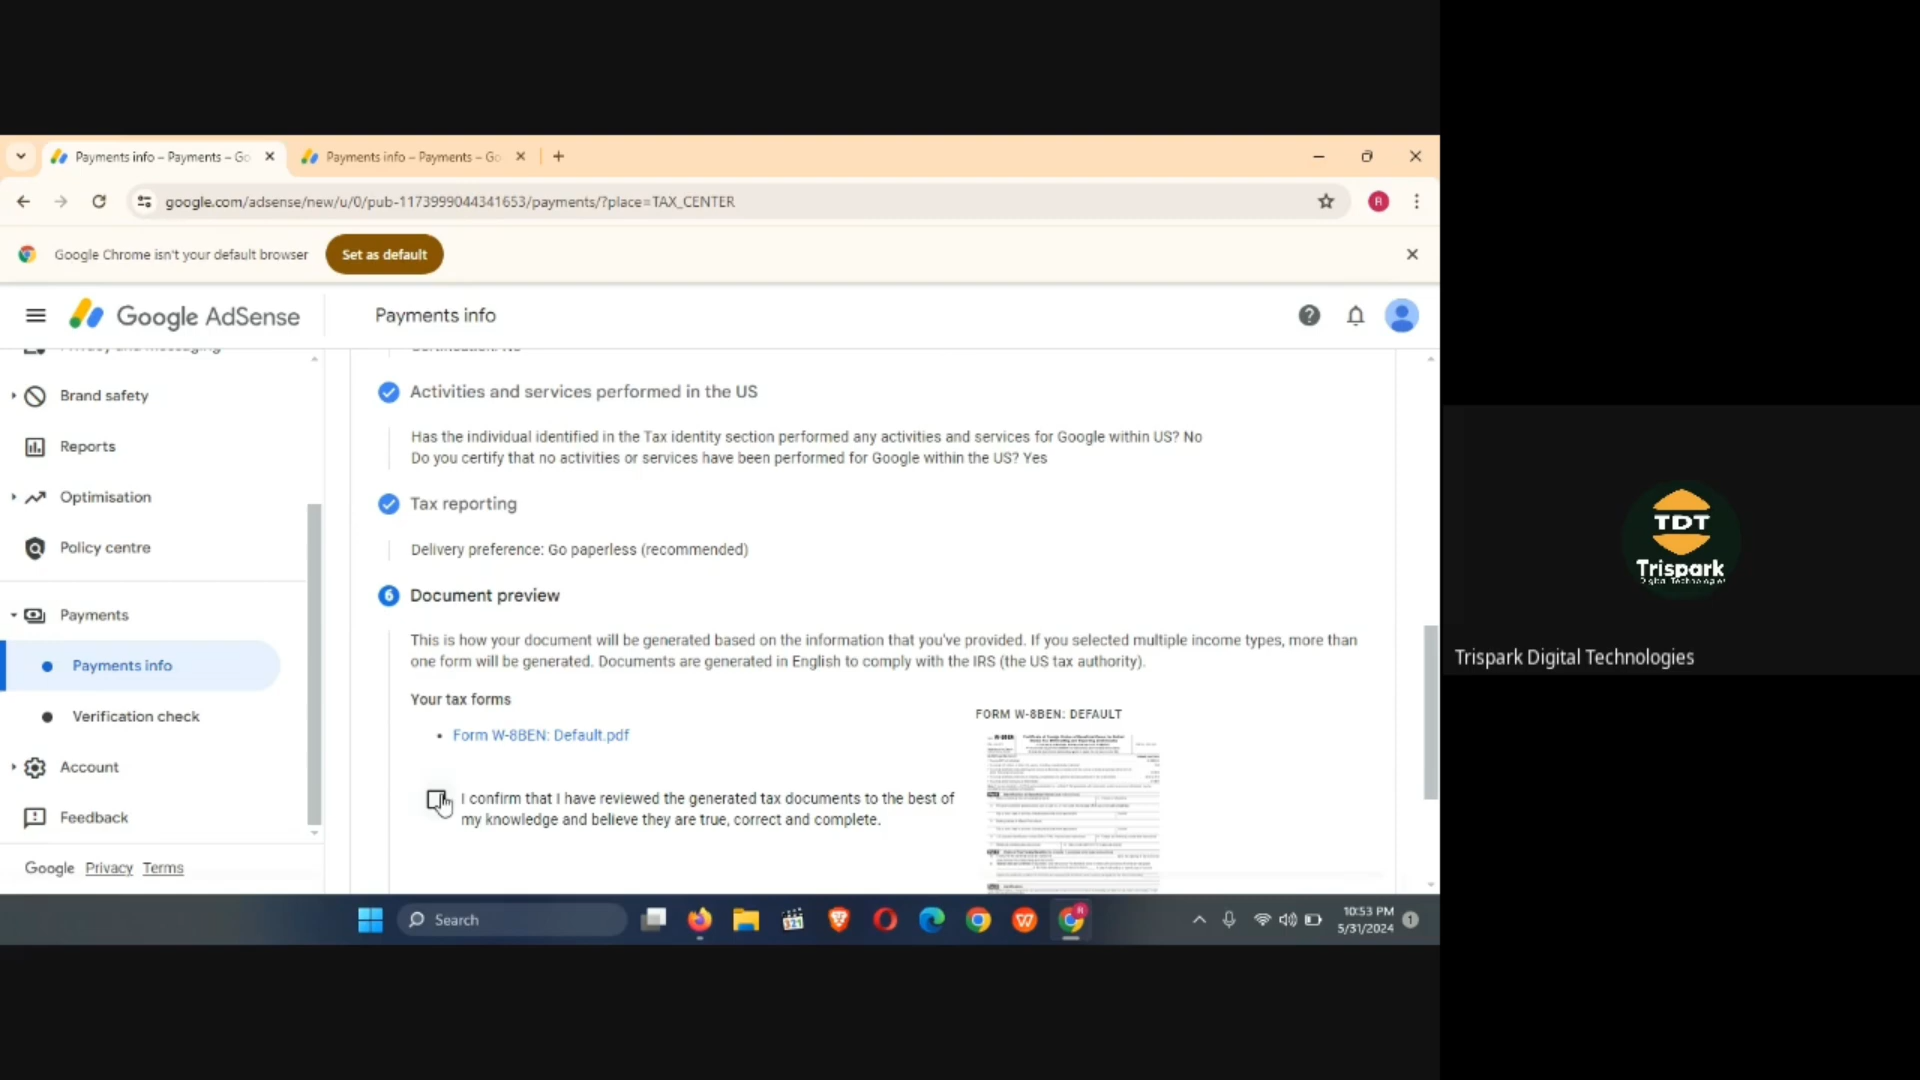 Payments info – Payments – Go
Payments info – Payments – Go
google.com/adsense/new/u/0/pub-1173999044341653/payments/?place=TAX_CENTER
R
Google Chrome isn't your default browser
Set as default
Google AdSense
Payments info
Brand safety
Reports
Optimisation
Policy centre
Payments
Payments info
Verification check
Account
Feedback
Google Privacy Terms
Activities and services performed in the US
Has the individual identified in the Tax identity section performed any activities and services for Google within US? No
Do you certify that no activities or services have been performed for Google within the US? Yes
Tax reporting
Delivery preference: Go paperless (recommended)
6 Document preview
This is how your document will be generated based on the information that you've provided. If you selected multiple income types, more than
one form will be generated. Documents are generated in English to comply with the IRS (the US tax authority).
Your tax forms
Form W-8BEN: Default.pdf
I confirm that I have reviewed the generated tax documents to the best of
my knowledge and believe they are true, correct and complete.
FORM W-8BEN: DEFAULT
W-8BEN
Search
10:53 PM
5/31/2024
1
TDT
Trispark
Digital Technologies
Trispark Digital Technologies